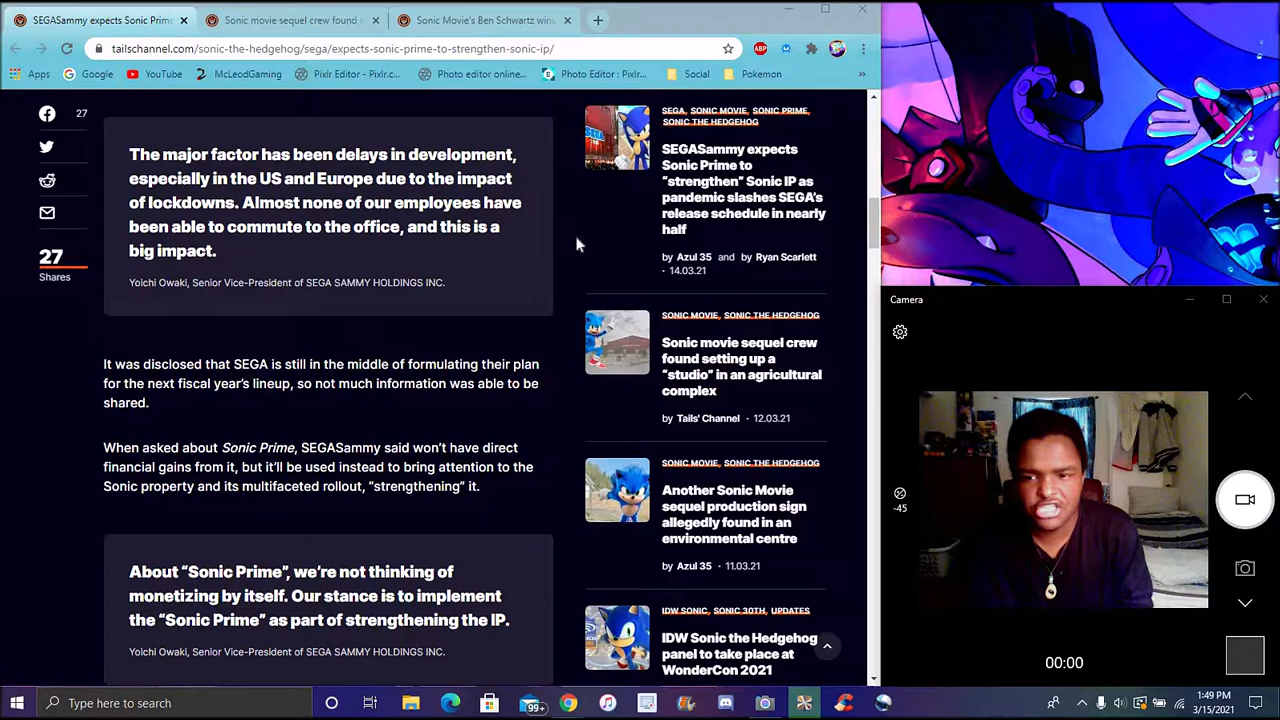 SEGASammy expects Sonic Prim
Sonic movie sequel crew found s
Sonic Movie's Ben Schwartz wins
tailschannel.com/sonic-the-hedgehog/sega/expects-sonic-prime-to-strengthen-sonic-ip/
ABP
Apps
Google
YouTube
McLeodGaming
Pixlr Editor - Pixlr.c...
Photo editor online...
Photo Editor : Pixlr...
Social
Pokemon
»
27
27
Shares
The major factor has been delays in development,
especially in the US and Europe due to the impact
of lockdowns. Almost none of our employees have
been able to commute to the office, and this is a
big impact.
Yoichi Owaki, Senior Vice-President of SEGA SAMMY HOLDINGS INC.
It was disclosed that SEGA is still in the middle of formulating their plan
for the next fiscal year's lineup, so not much information was able to be
shared.
When asked about Sonic Prime, SEGASammy said won't have direct
financial gains from it, but it'll be used instead to bring attention to the
Sonic property and its multifaceted rollout, "strengthening" it.
About "Sonic Prime", we're not thinking of
monetizing by itself. Our stance is to implement
the "Sonic Prime" as part of strengthening the IP.
Yoichi Owaki, Senior Vice-President of SEGA SAMMY HOLDINGS INC.
SEGA, SONIC MOVIE, SONIC PRIME,
SONIC THE HEDGEHOG
SEGASammy expects
Sonic Prime to
"strengthen" Sonic IP as
pandemic slashes SEGA's
release schedule in nearly
half
by Azul 35 and by Ryan Scarlett
· 14.03.21
SONIC MOVIE, SONIC THE HEDGEHOG
Sonic movie sequel crew
found setting up a
"studio" in an agricultural
complex
by Tails' Channel · 12.03.21
SONIC MOVIE, SONIC THE HEDGEHOG
Another Sonic Movie
sequel production sign
allegedly found in an
environmental centre
by Azul 35 · 11.03.21
IDW SONIC, SONIC 30TH, UPDATES
IDW Sonic the Hedgehog
panel to take place at
WonderCon 2021
Camera
-45
00:00
Type here to search
99+
1:49 PM
3/15/2021